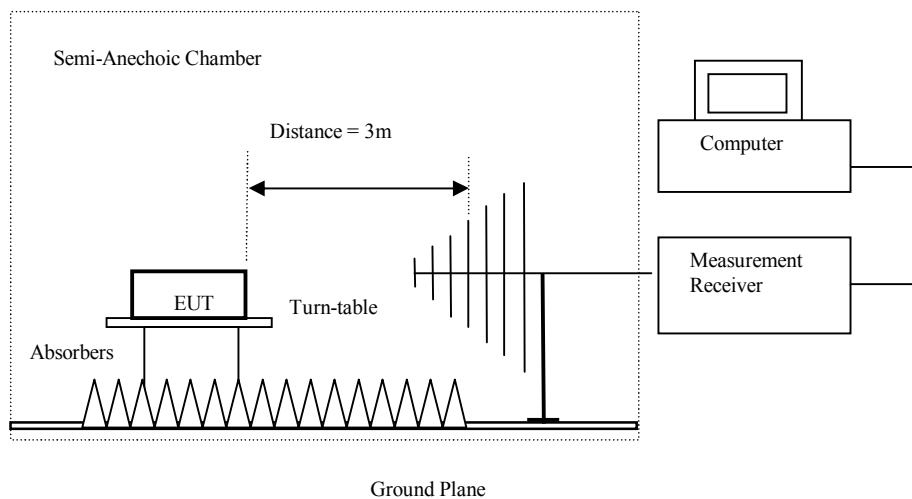 Semi-Anechoic Chamber
Distance = 3m
Computer
Measurement
Receiver
EUT
Turn-table
Absorbers
Ground Plane